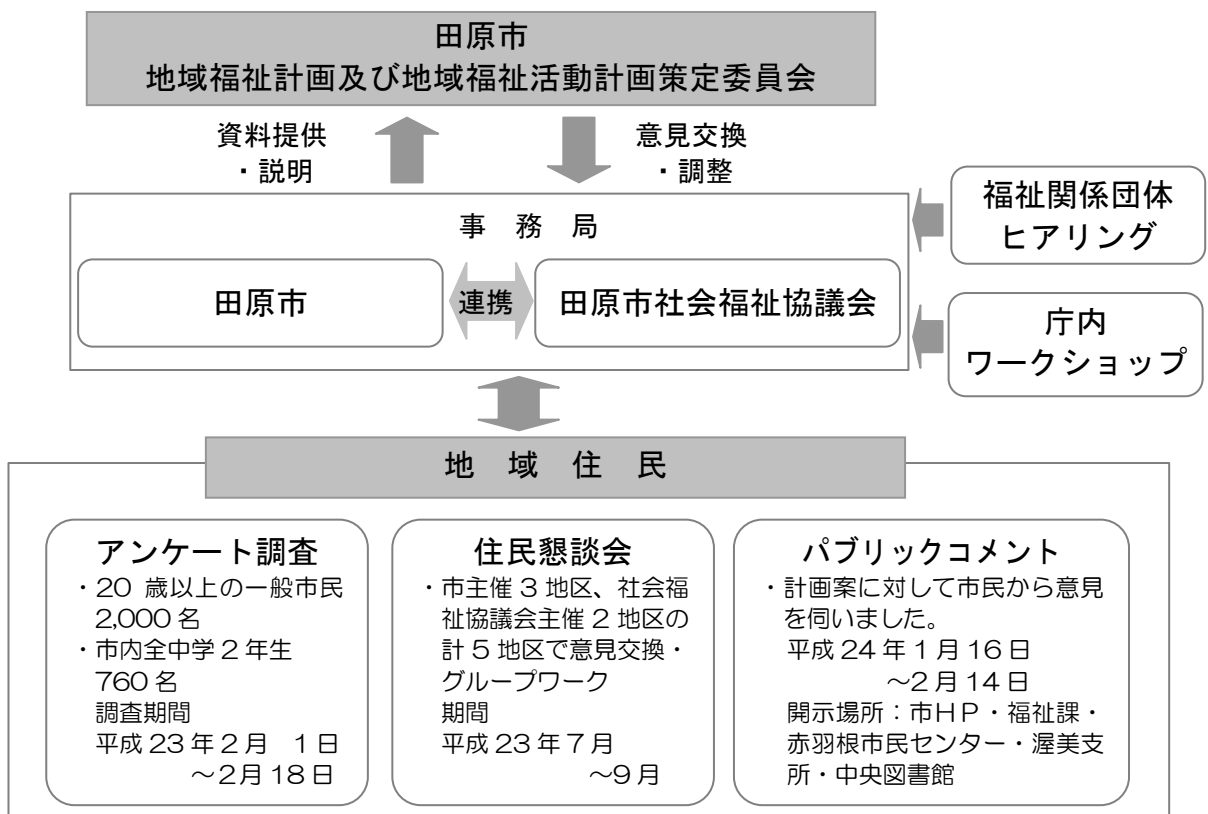 田原市
地域福祉計画及び地域福祉活動計画策定委員会
資料提供
・説明
意見交換
・調整
事 務 局
田原市
連携
田原市社会福祉協議会
福祉関係団体
ヒアリング
庁内
ワークショップ
地 域 住 民
アンケート調査
・20 歳以上の一般市民
2,000 名
・市内全中学 2 年生
760 名
調査期間
平成 23 年 2 月 1 日
～2月 18 日
住民懇談会
・市主催 3 地区、社会福
祉協議会主催 2 地区の
計 5 地区で意見交換・
グループワーク
期間
平成 23 年 7 月
～9 月
パブリックコメント
・計画案に対して市民から意見
を伺いました。
平成 24 年 1 月 16 日
～2 月 14 日
開示場所：市ＨＰ・福祉課・
赤羽根市民センター・渥美支
所・中央図書館